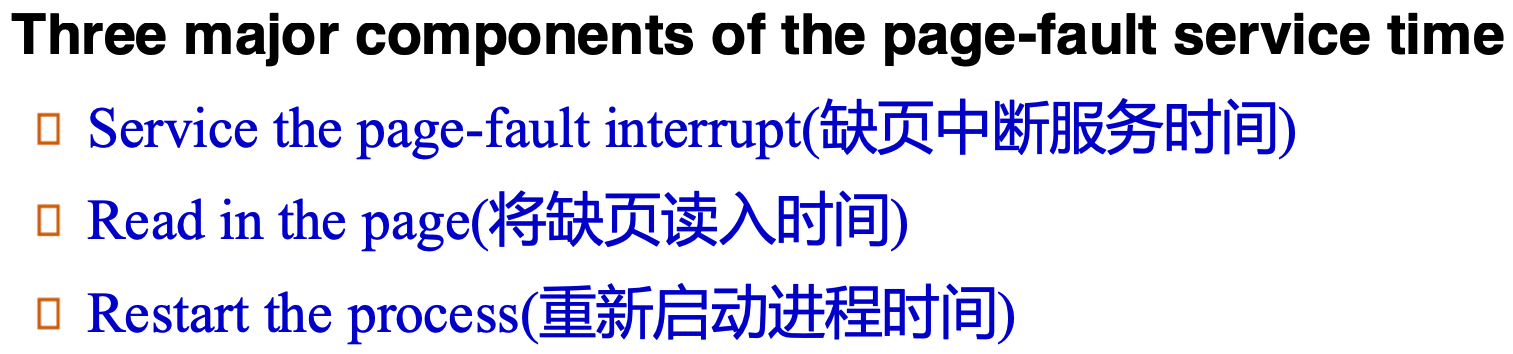 Three major components of the page-fault service time
Service the page-fault interrupt(缺页中断服务时间)
Read in the page(将缺页读入时间)
Restart the process(重新启动进程时间)